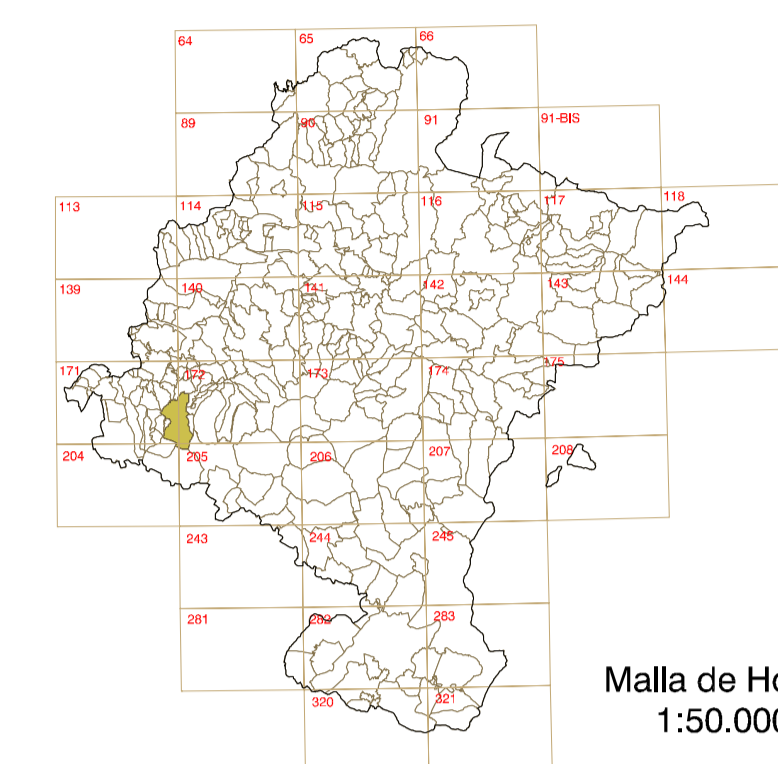 64 65 66
89 90 91 91-BIS
113 114 115 116 117 118
139 140 141 142 143 144
171 172 173 174 175
204 205 206 207 208
243 244 245
281 282 283
320 321
Malla de Ho
1:50.000